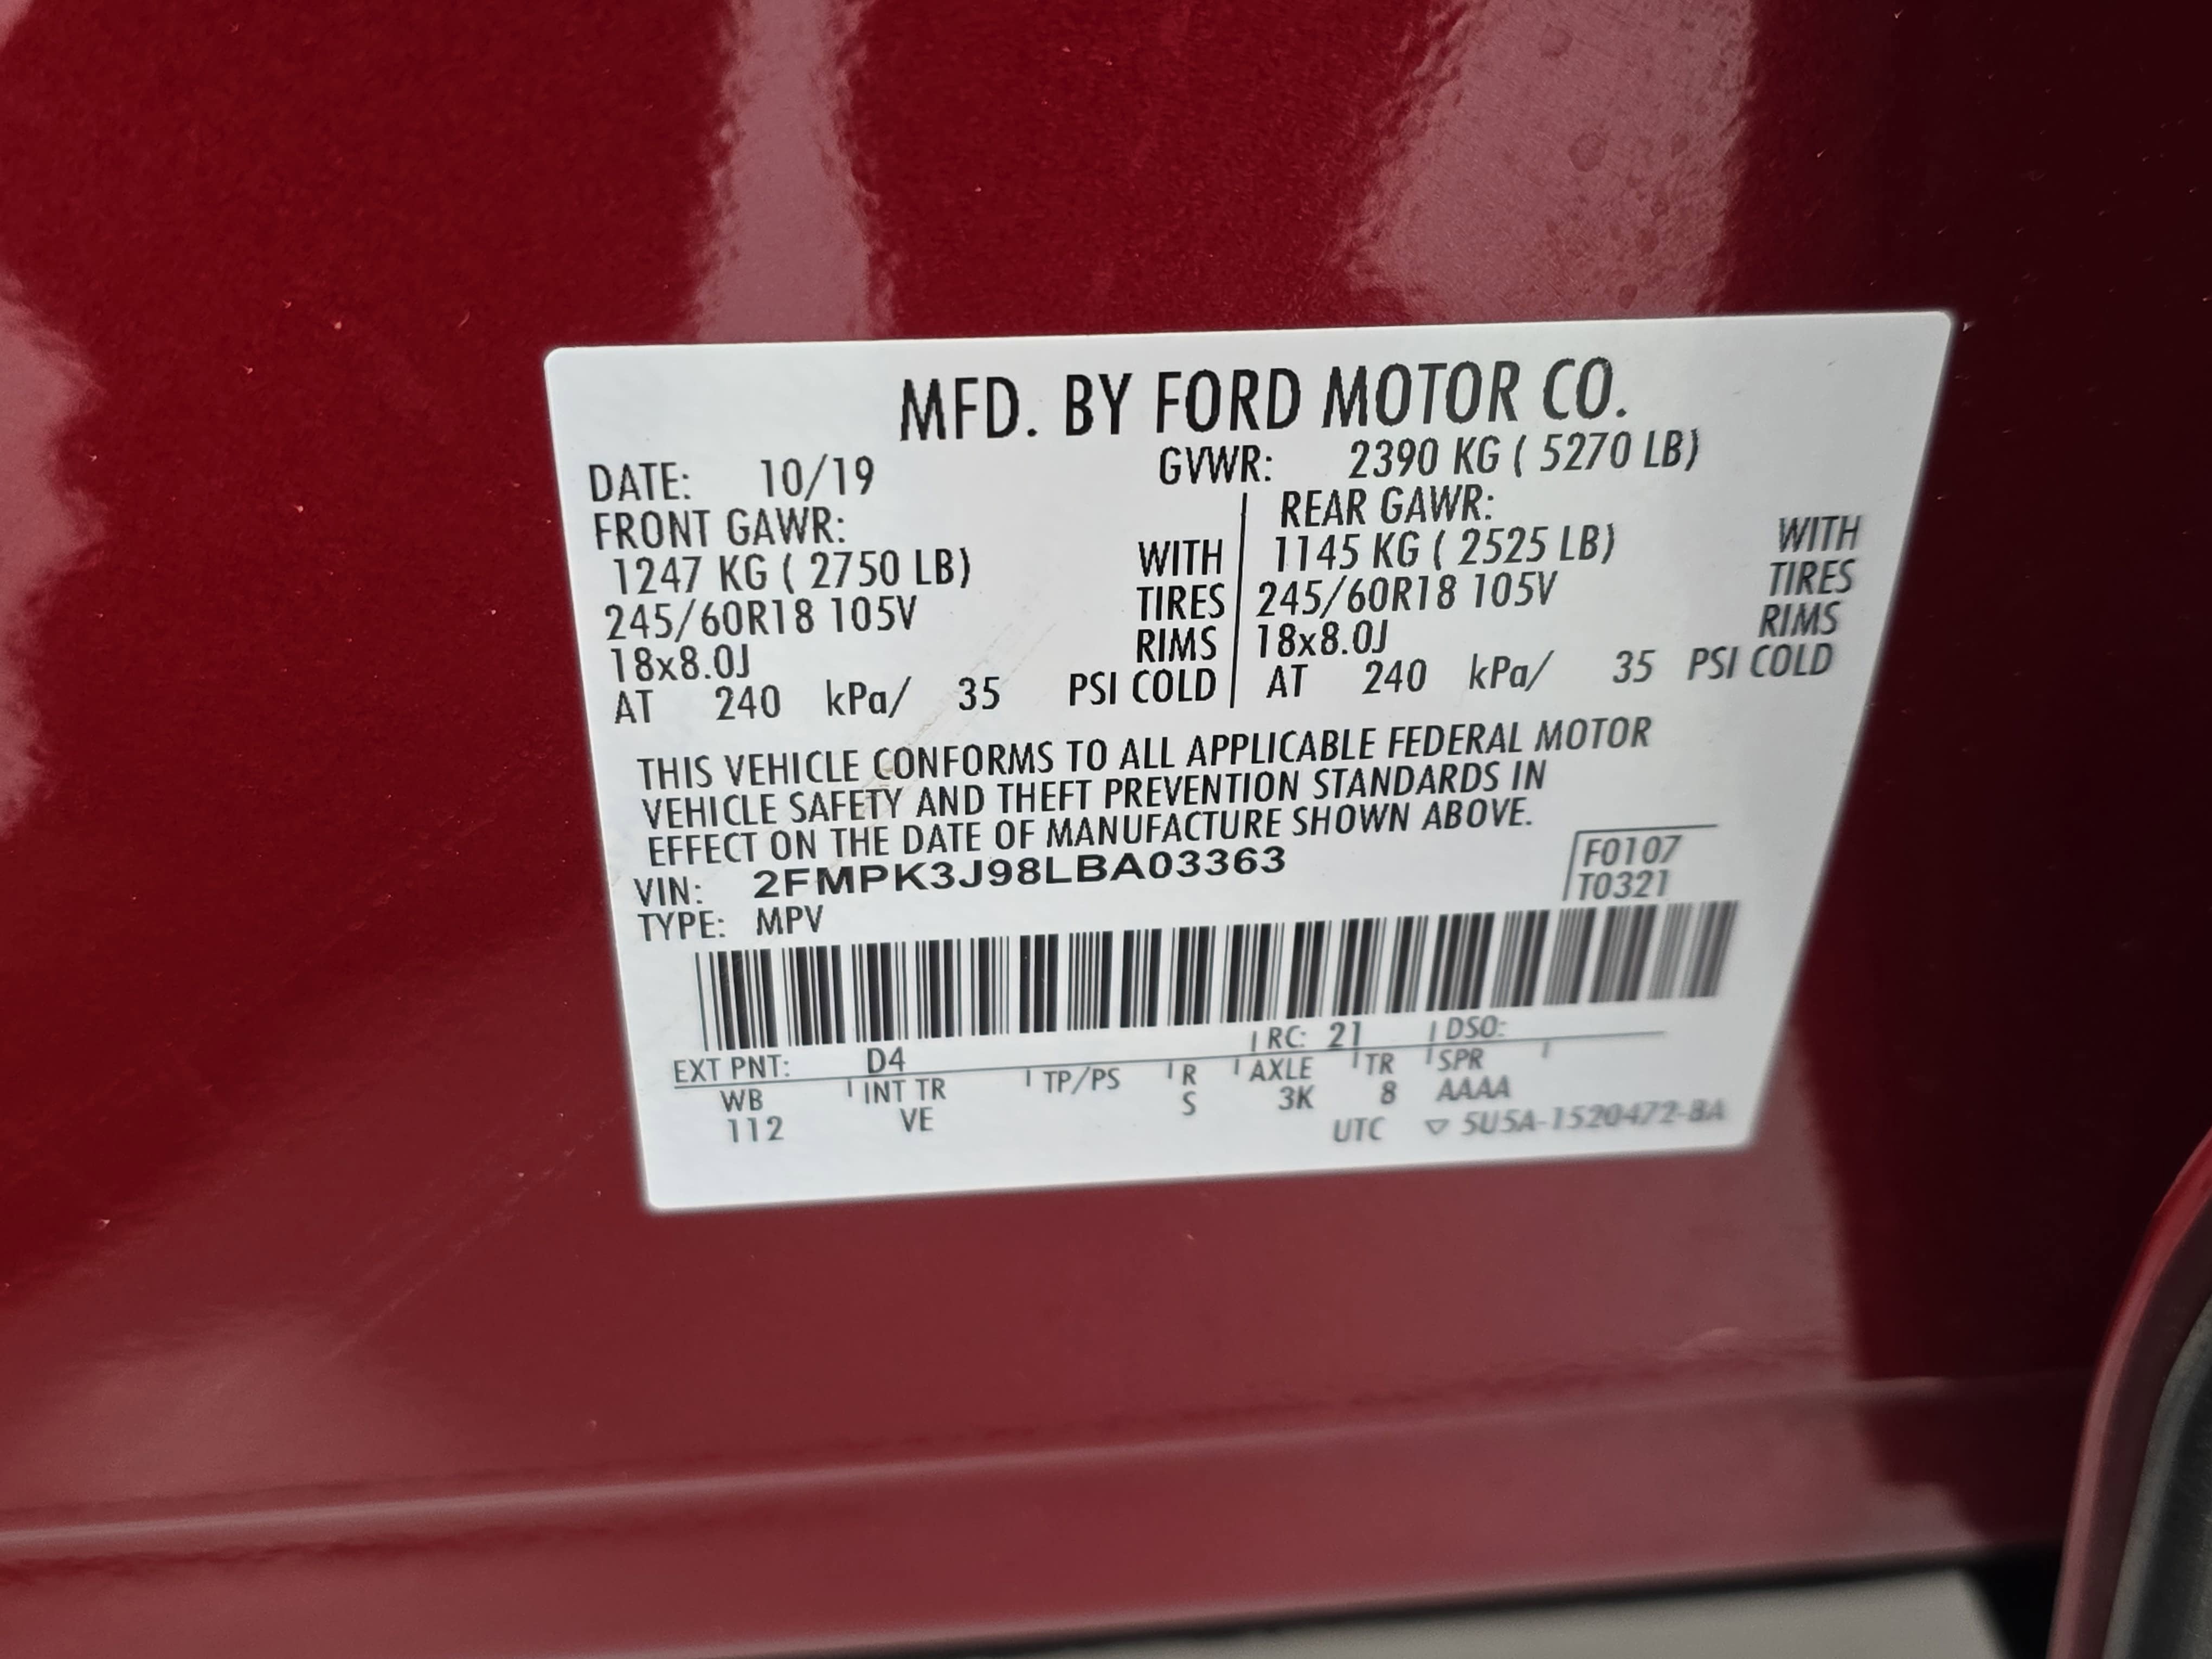 MFD. BY FORD MOTOR CO.
DATE: 10/19 GVWR: 2390 KG ( 5270 LB)
FRONT GAWR: REAR GAWR:
1247 KG ( 2750 LB) WITH 1145 KG ( 2525 LB) WITH
245/60R18 105V TIRES 245/60R18 105V TIRES
18x8.0J RIMS 18x8.0J RIMS
AT 240 kPa/ 35 PSI COLD AT 240 kPa/ 35 PSI COLD
THIS VEHICLE CONFORMS TO ALL APPLICABLE FEDERAL MOTOR
VEHICLE SAFETY AND THEFT PREVENTION STANDARDS IN
EFFECT ON THE DATE OF MANUFACTURE SHOWN ABOVE.
VIN: 2FMPK3J98LBA03363 F0107
TYPE: MPV T0321
EXT PNT: D4 RC: 21 DSO:
WB INT TR TP/PS R AXLE TR SPR
112 VE S 3K 8 AAAA
UTC ▽ 5U5A-1520472-BA